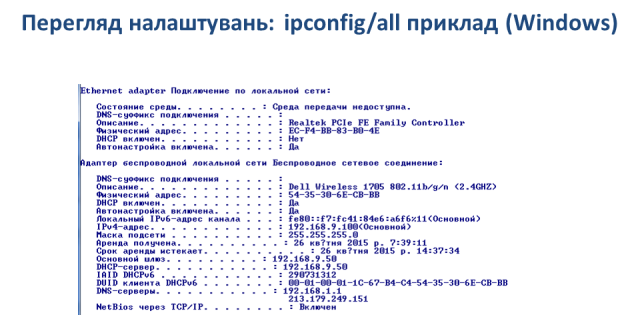 Перегляд налаштувань: ipconfig/all приклад (Windows)
Ethernet adapter Подключение по локальной сети:
Состояние среды. . . . . . . . : Среда передачи недоступна.
DNS-суффикс подключения . . . . . :
Описание. . . . . . . . . . . . . : Realtek PCIe FE Family Controller
Физический адрес. . . . . . . . . : EC-F4-BB-83-B0-4E
DHCP включен. . . . . . . . . . . : Нет
Автонастройка включена. . . . . . : Да
Адаптер беспроводной локальной сети Беспроводное сетевое соединение:
DNS-суффикс подключения . . . . . :
Описание. . . . . . . . . . . . . : Dell Wireless 1705 802.11b/g/n (2.4GHZ)
Физический адрес. . . . . . . . . : 54-35-30-6E-CB-BB
DHCP включен. . . . . . . . . . . : Да
Автонастройка включена. . . . . . : Да
Локальный IPv6-адрес канала . . . : fe80::f7:fc41:84e6:a6f6%11(Основной)
IPv4-адрес. . . . . . . . . . . . : 192.168.9.100(Основной)
Маска подсети . . . . . . . . . . : 255.255.255.0
Аренда получена. . . . . . . . . . : 26 кв?тня 2015 р. 7:39:11
Срок аренды истекает. . . . . . . . . . : 26 кв?тня 2015 р. 14:37:34
Основной шлюз. . . . . . . . . : 192.168.9.50
DHCP-сервер. . . . . . . . . . . : 192.168.9.50
IAID DHCPv6 . . . . . . . . . . . : 290731312
DUID клиента DHCPv6 . . . . . . . : 00-01-00-01-1C-67-B4-C4-54-35-30-6E-CB-BB
DNS-серверы. . . . . . . . . . . : 192.168.1.1
213.179.249.151
NetBios через TCP/IP. . . . . . . . : Включен